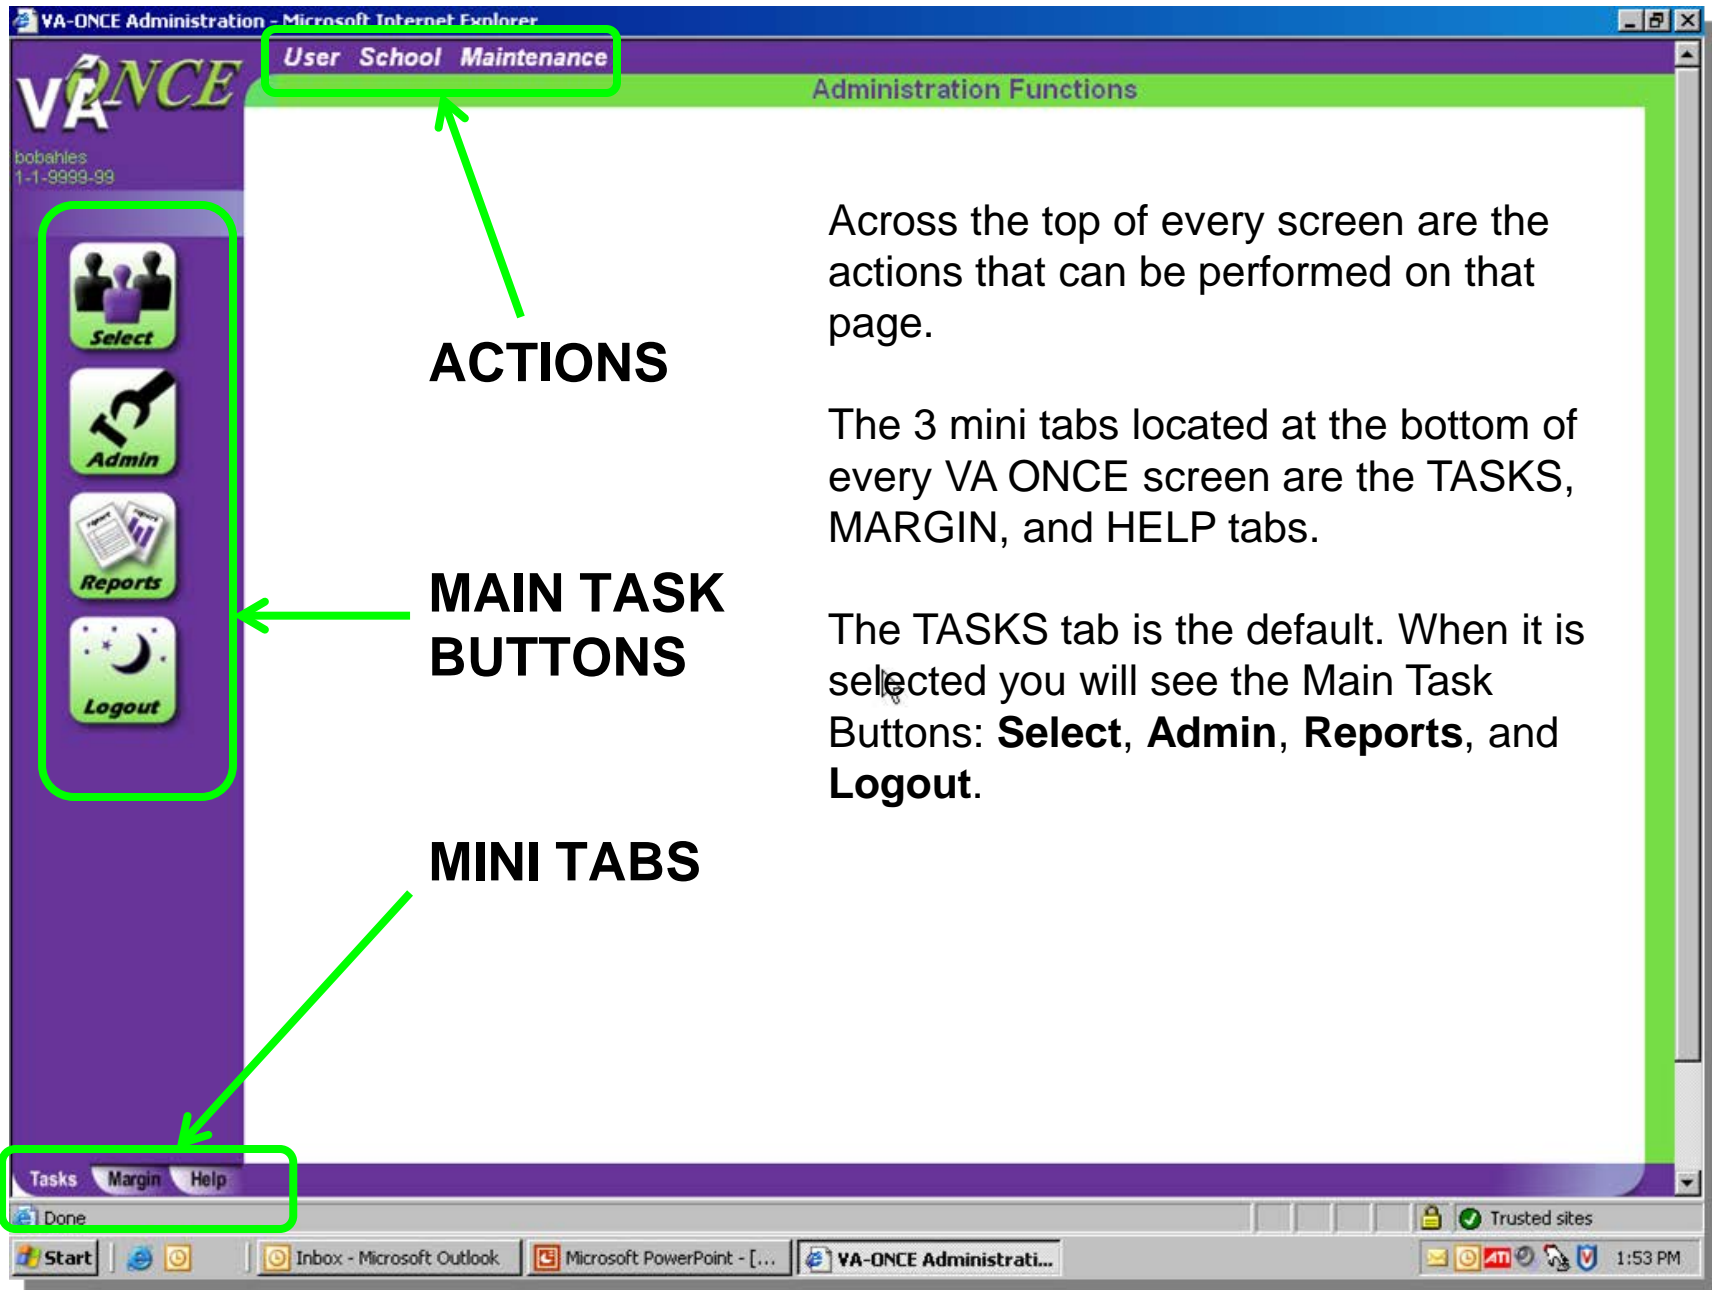 VA-ONCE Administration - Microsoft Internet Explorer
User School Maintenance
VA ONCE
Administration Functions
bobahles
1-1-9999-99
Select
Admin
Reports
Logout
ACTIONS
MAIN TASK
BUTTONS
MINI TABS
Across the top of every screen are the
actions that can be performed on that
page.
The 3 mini tabs located at the bottom of
every VA ONCE screen are the TASKS,
MARGIN, and HELP tabs.
The TASKS tab is the default. When it is
selected you will see the Main Task
Buttons: Select, Admin, Reports, and
Logout.
Tasks Margin Help
Done
Trusted sites
Start
Inbox - Microsoft Outlook
Microsoft PowerPoint - [...
VA-ONCE Administrati...
ATI
1:53 PM